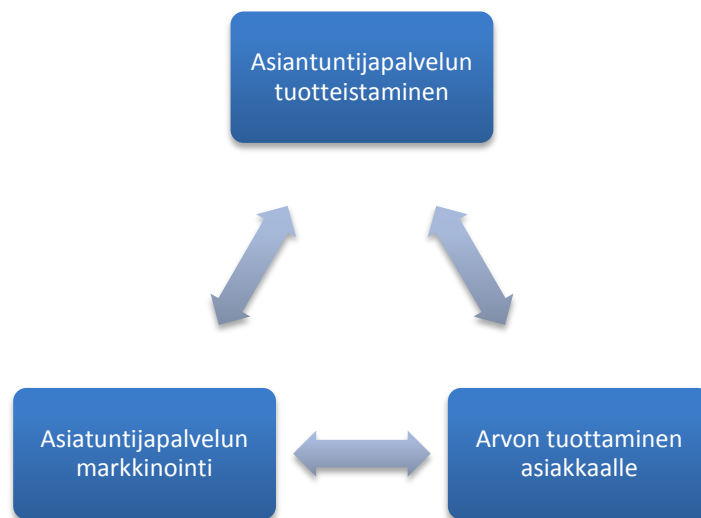 Asiantuntijapalvelun
tuotteistaminen
Asiatuntijapalvelun
markkinointi
Arvon tuottaminen
asiakkaalle